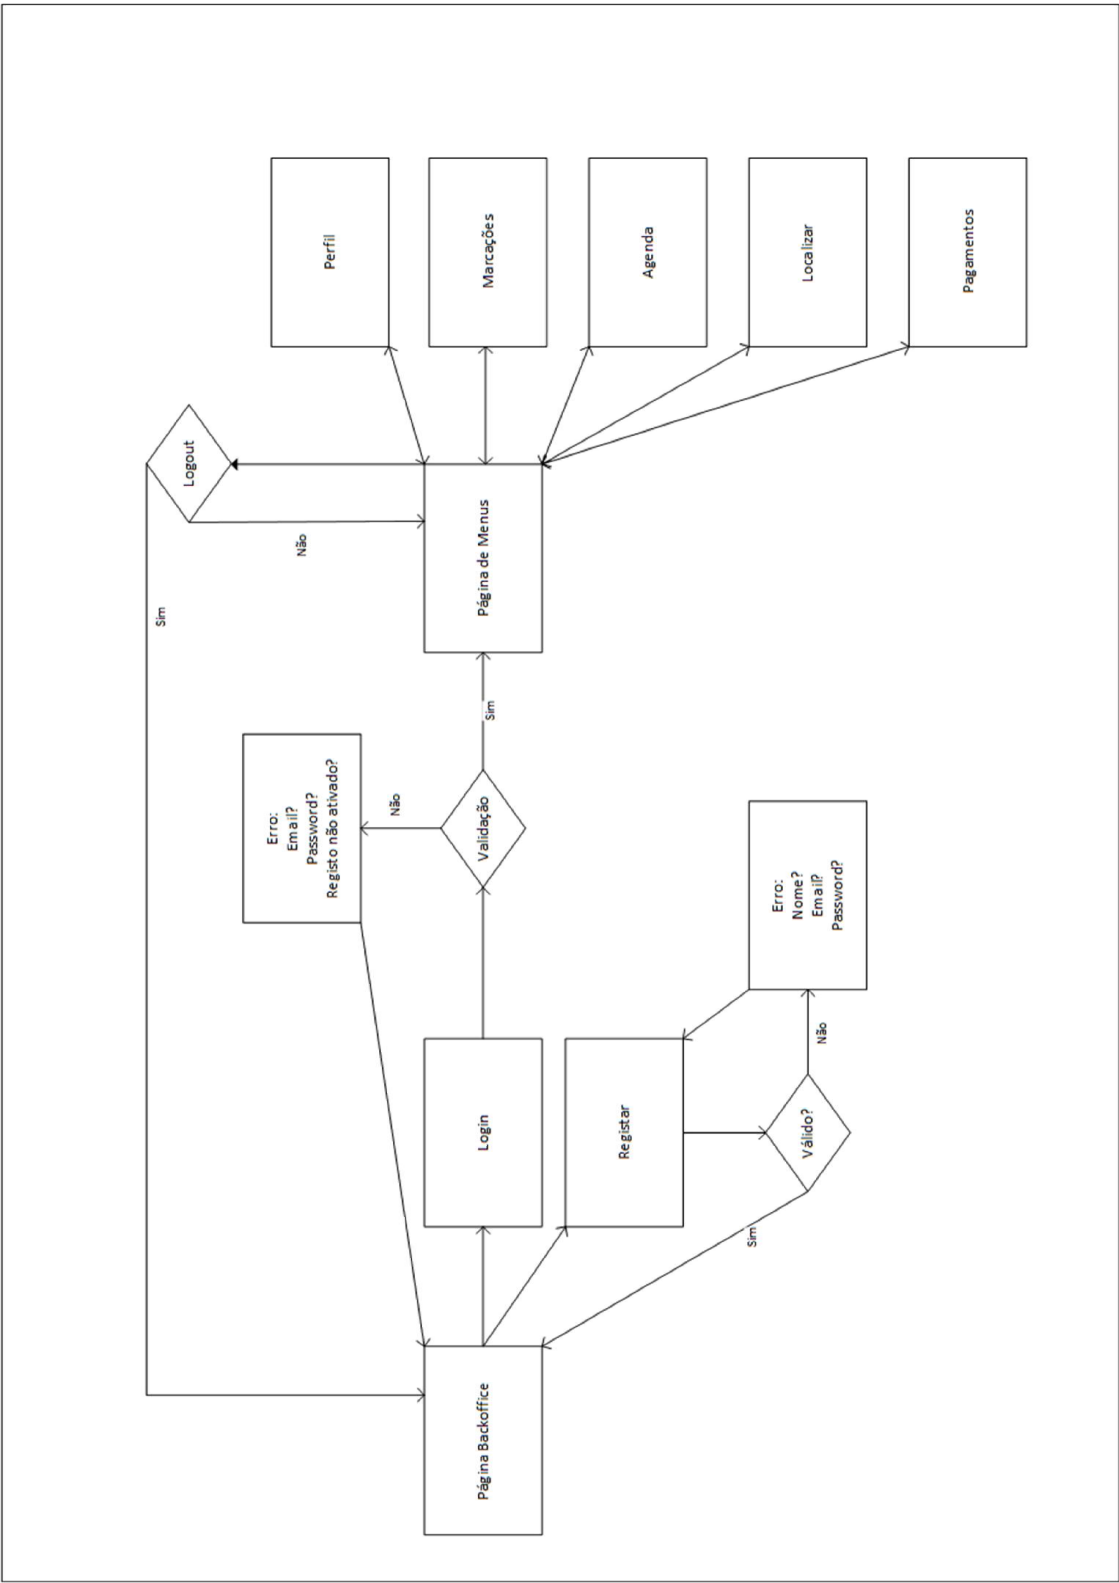 Página Backoffice
Login
Registar
Válido?
Sim
Não
Erro:
Nome?
Email?
Password?
Validação
Não
Erro:
Email?
Password?
Registo não ativado?
Sim
Página de Menus
Logout
Não
Sim
Perfil
Marcações
Agenda
Localizar
Pagamentos